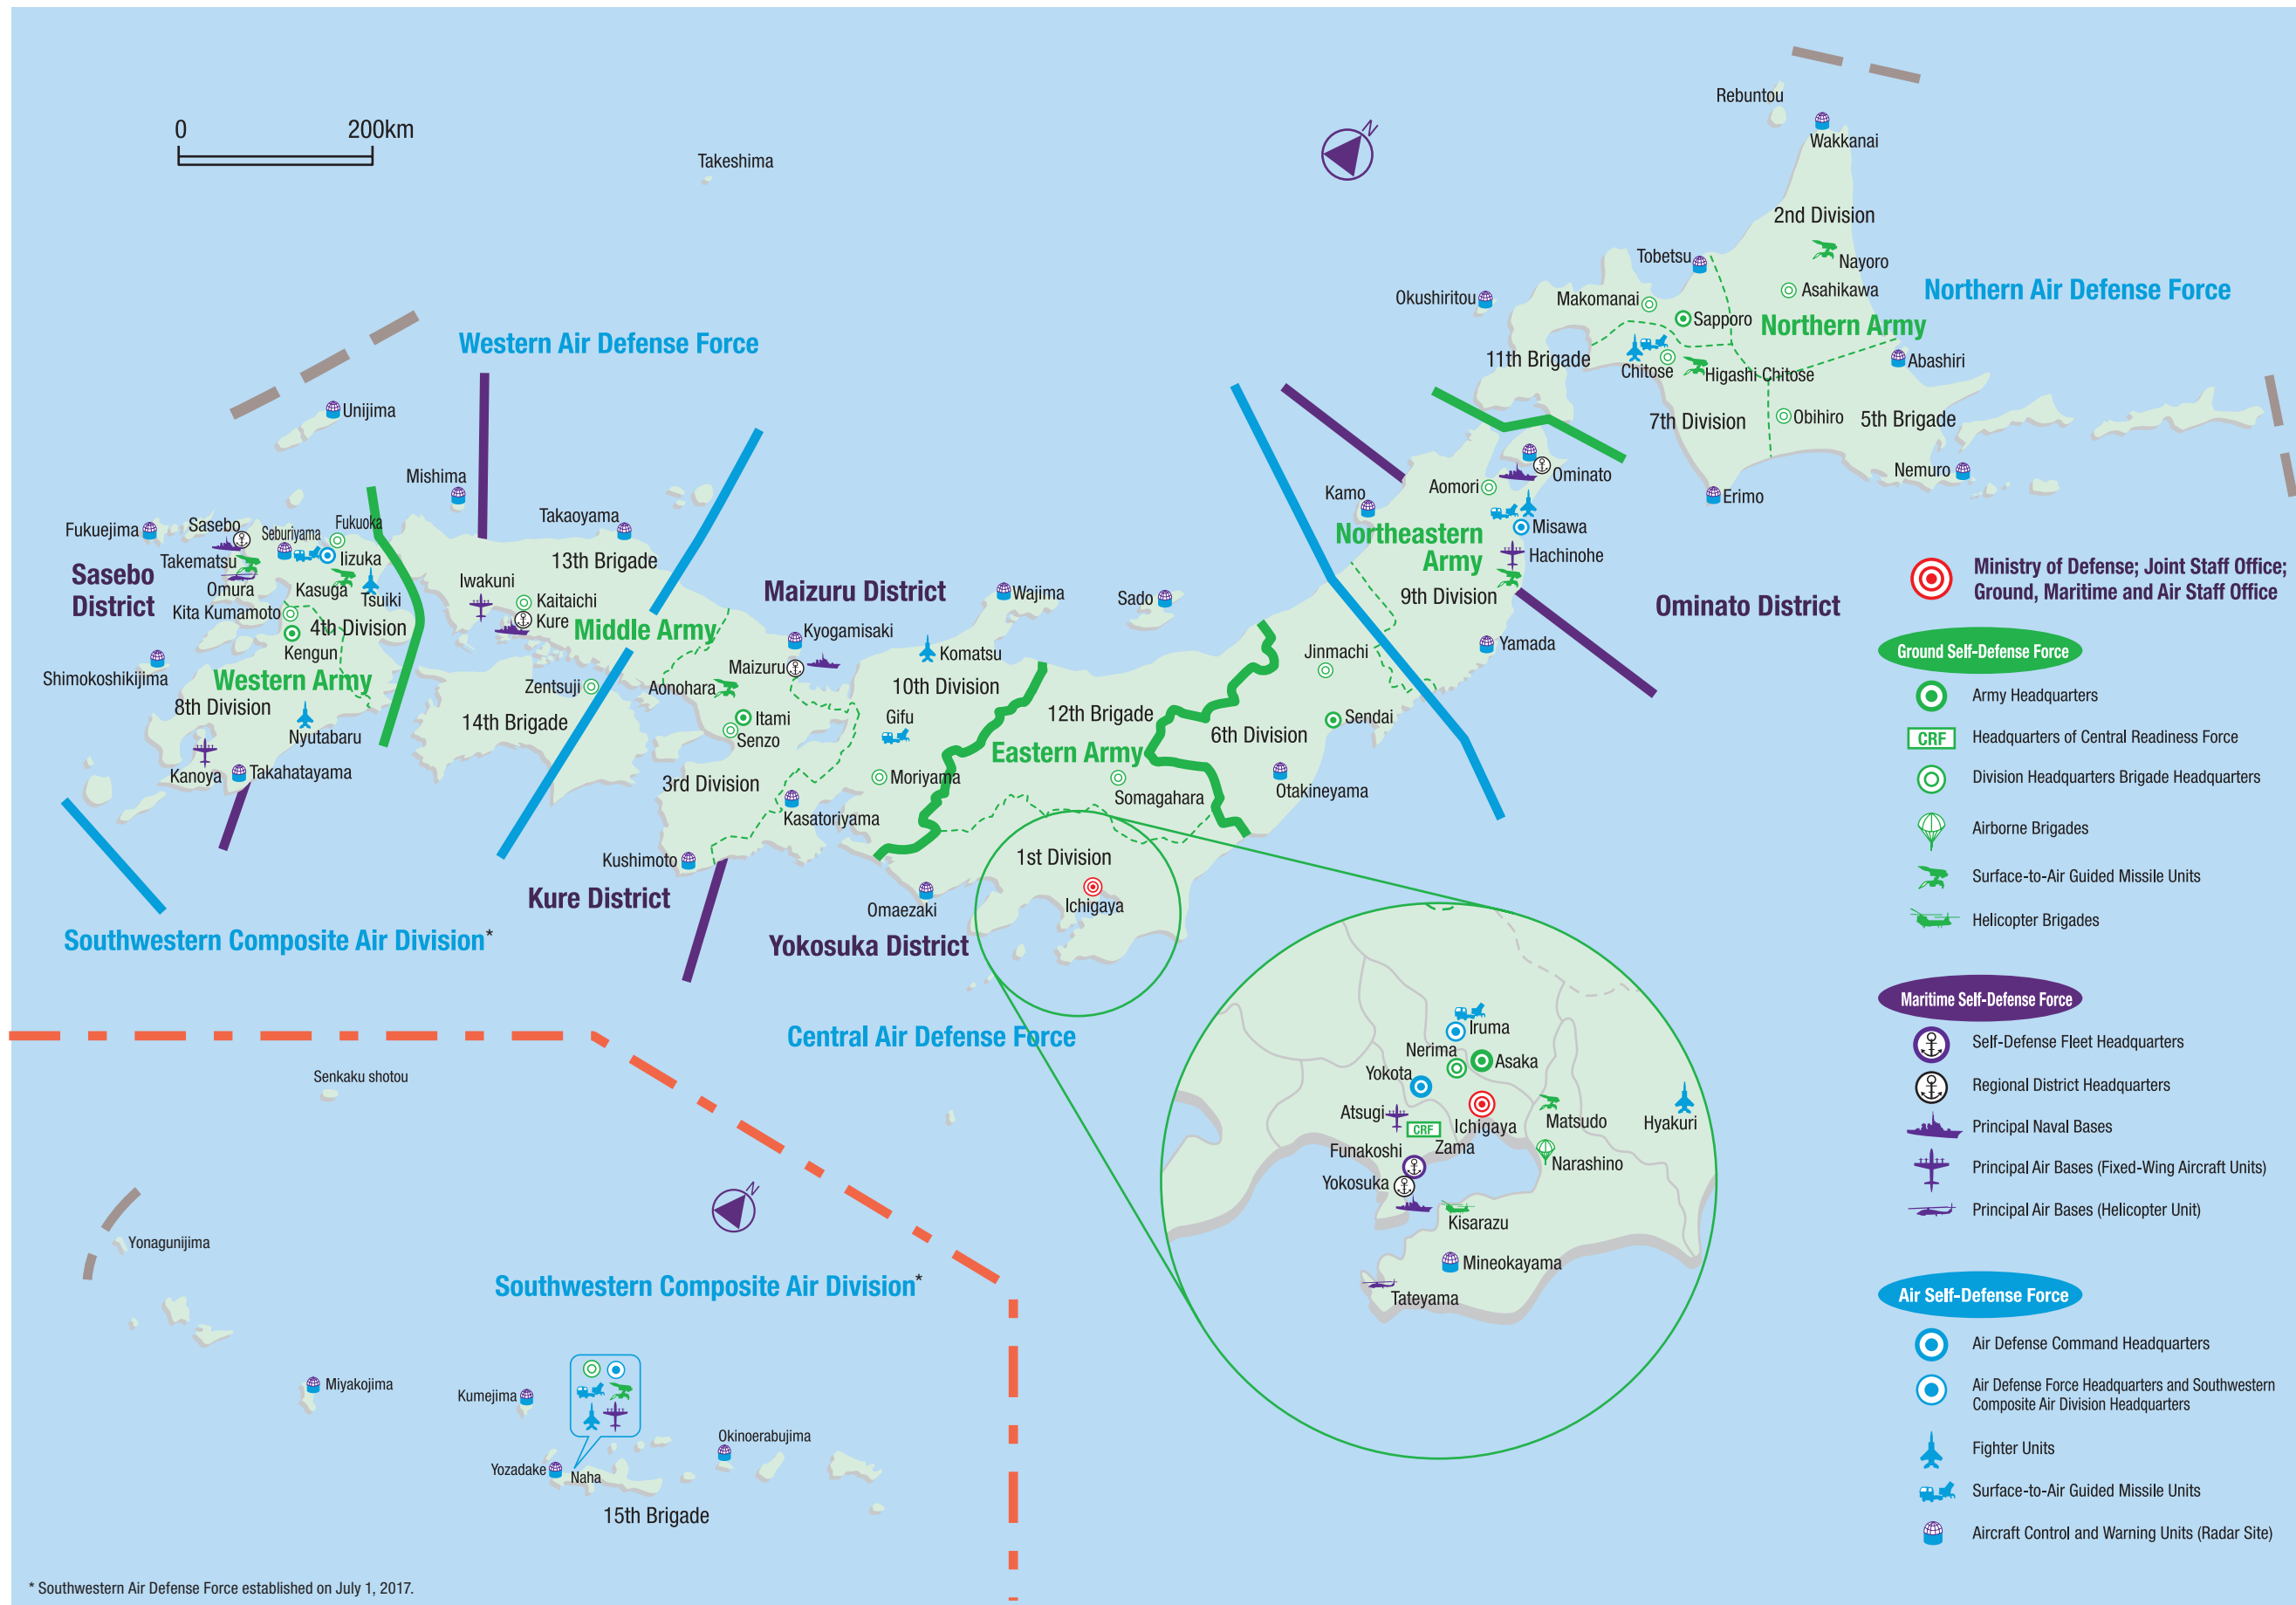 0 200km
Takeshima
N
Rebuntou
Wakkanai
2nd Division
Nayoro
Tobetsu
Asahikawa
Northern Air Defense Force
Okushiritou
Makomanai
Sapporo
Northern Army
11th Brigade
Chitose
Higashi Chitose
Abashiri
7th Division
Obihiro
5th Brigade
Nemuro
Erimo
Western Air Defense Force
Unijima
Mishima
Takaoyama
13th Brigade
Fukuejima
Sasebo
Seburiyama
Fukuoka
Takematsu
Iizuka
Sasebo
District
Omura
Kasuga
Tsuiki
Kita Kumamoto
4th Division
Kengun
Shimokoshikijima
Western Army
8th Division
Nyutabaru
Kanoya
Takahatayama
Iwakuni
Kaitaichi
Kure
Middle Army
Zentsuji
14th Brigade
Maizuru District
Kyogamisaki
Maizuru
Aonohara
Itami
Senzo
3rd Division
Kasatoriyama
Kushimoto
Kure District
Wajima
Komatsu
10th Division
Gifu
Moriyama
Sado
12th Brigade
Eastern Army
Somagahara
Omaezaki
Yokosuka District
1st Division
Ichigaya
Kamo
Aomori
Ominato
Northeastern
Army
Misawa
Hachinohe
9th Division
Yamada
Ominato District
Jinmachi
Sendai
6th Division
Otakineyama
Southwestern Composite Air Division*
Central Air Defense Force
Senkaku shotou
N
Yonagunijima
Southwestern Composite Air Division*
Miyakojima
Kumejima
Okinoerabujima
Yozadake
Naha
15th Brigade
Iruma
Nerima
Asaka
Yokota
Atsugi
CRF
Ichigaya
Matsudo
Hyakuri
Funakoshi
Zama
Narashino
Yokosuka
Kisarazu
Mineokayama
Tateyama
Ministry of Defense; Joint Staff Office;
Ground, Maritime and Air Staff Office
Ground Self-Defense Force
Army Headquarters
CRF Headquarters of Central Readiness Force
Division Headquarters Brigade Headquarters
Airborne Brigades
Surface-to-Air Guided Missile Units
Helicopter Brigades
Maritime Self-Defense Force
Self-Defense Fleet Headquarters
Regional District Headquarters
Principal Naval Bases
Principal Air Bases (Fixed-Wing Aircraft Units)
Principal Air Bases (Helicopter Unit)
Air Self-Defense Force
Air Defense Command Headquarters
Air Defense Force Headquarters and Southwestern
Composite Air Division Headquarters
Fighter Units
Surface-to-Air Guided Missile Units
Aircraft Control and Warning Units (Radar Site)
* Southwestern Air Defense Force established on July 1, 2017.